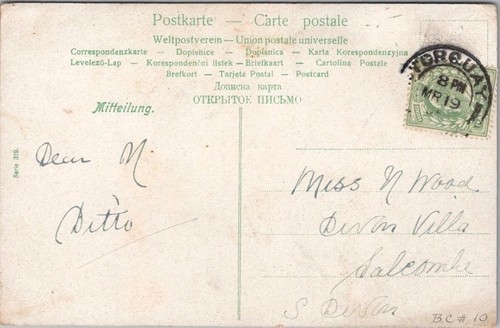 Postkarte — Carte postale
Weltpostverein — Union postale universelle
Correspondenzkarte — Dopisnice — Dopisnica — Karta Korespondencyjna
Levelező-Lap — Korespondenční lístek — Briefkaart — Cartolina Postale
Brefkort — Tarjeta Postal — Postcard
Дописна карта
ОТКРЫТОЕ ПИСЬМО
Mitteilung.
TORQUAY
8 PM
MR 19
Serie 319.
Dear N.
Ditto
Miss N Wood
Devon Villa
Salcombe
S Devon
B.C # 10